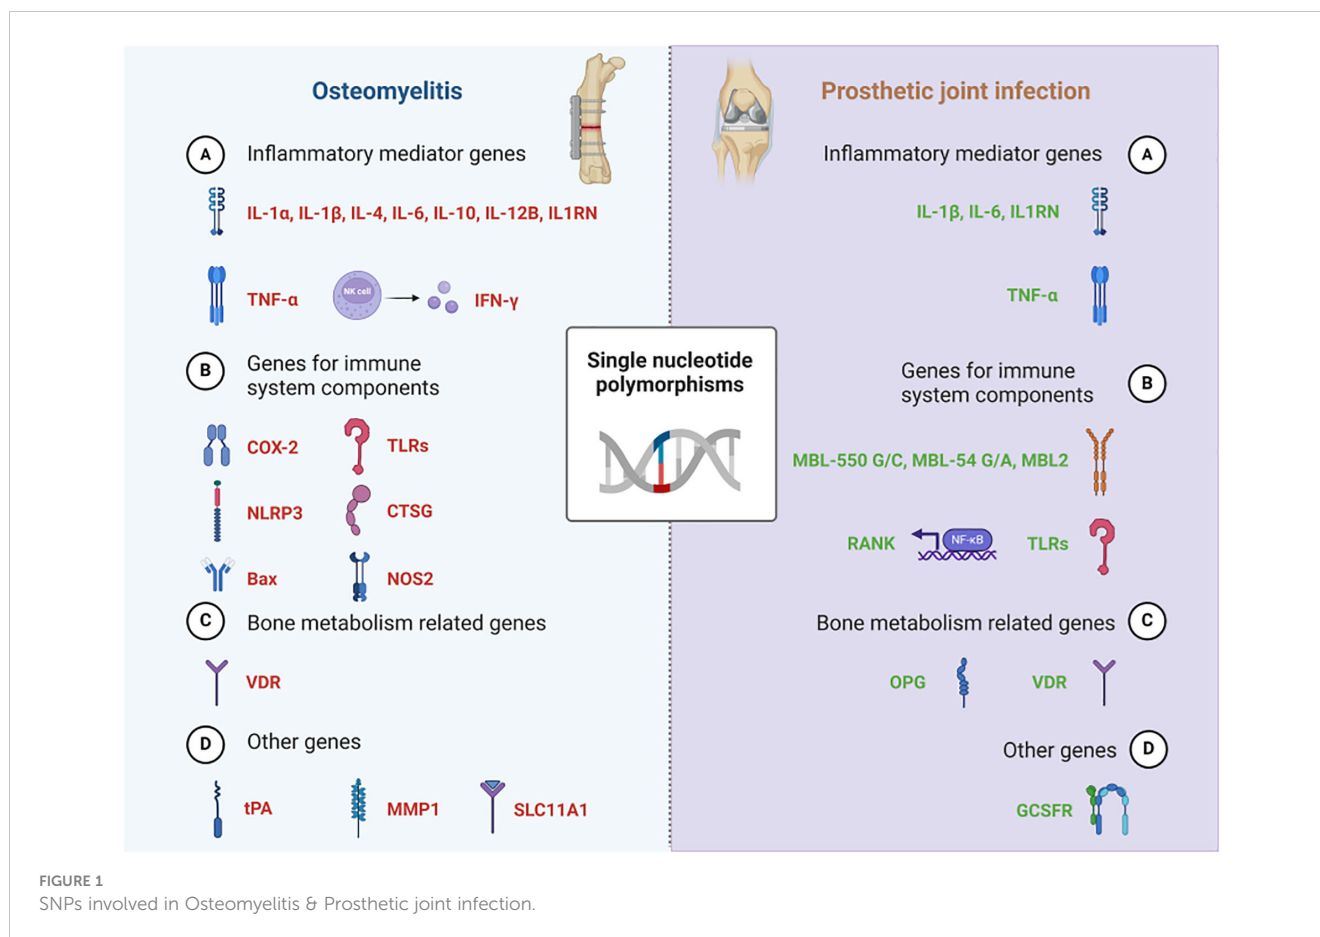 Osteomyelitis
A
Inflammatory mediator genes
IL-1α, IL-1β, IL-4, IL-6, IL-10, IL-12B, IL1RN
TNF-α
NK cell
IFN-γ
B
Genes for immune
system components
COX-2
TLRs
NLRP3
CTSG
Bax
NOS2
C
Bone metabolism related genes
VDR
D
Other genes
tPA
MMP1
SLC11A1
Single nucleotide
polymorphisms
Prosthetic joint infection
Inflammatory mediator genes
A
IL-1β, IL-6, IL1RN
TNF-α
Genes for immune
system components
B
MBL-550 G/C, MBL-54 G/A, MBL2
RANK
NF-κB
TLRs
Bone metabolism related genes
C
OPG
VDR
Other genes
D
GCSFR
FIGURE 1
SNPs involved in Osteomyelitis & Prosthetic joint infection.